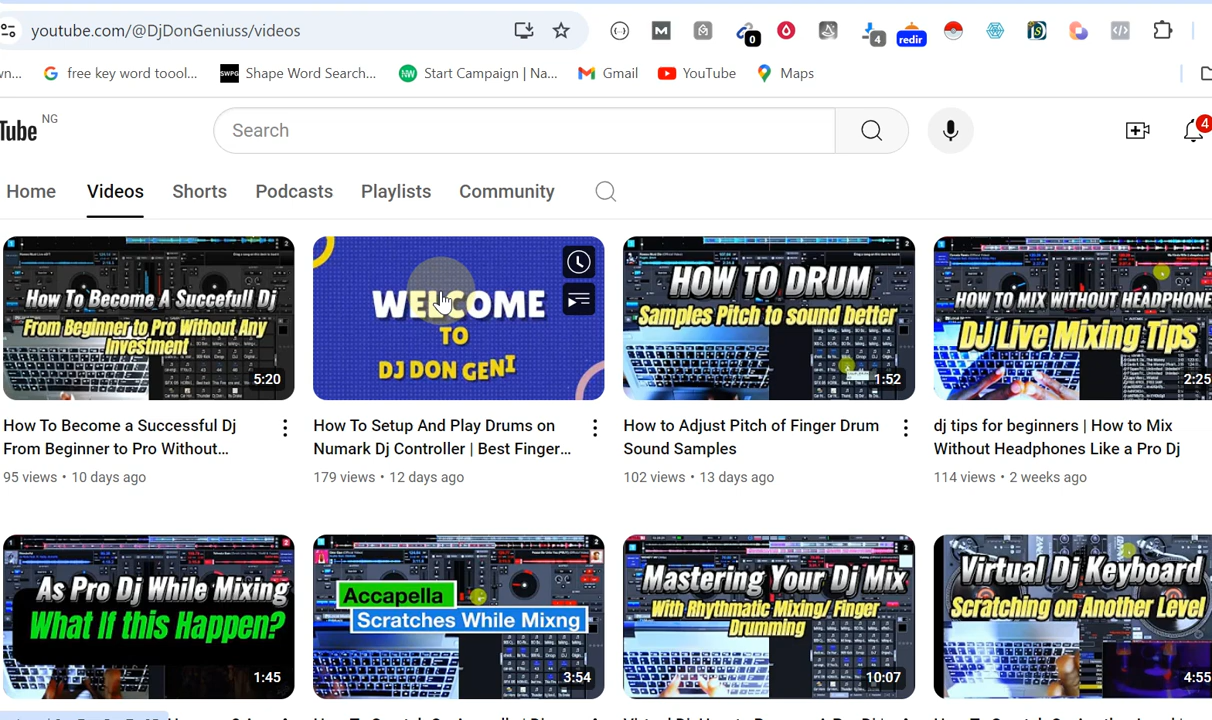 youtube.com/@DjDonGeniuss/videos
0
4
redir
free key word toool...
SWPG
Shape Word Search...
NW
Start Campaign | Na...
Gmail
YouTube
Maps
Tube
NG
Search
4
Home
Videos
Shorts
Podcasts
Playlists
Community
How To Become A Succefull Dj
From Beginner to Pro Without Any
Investment
5:20
WELCOME
TO
DJ DON GENI
HOW TO DRUM
Samples Pitch to sound better
1:52
HOW TO MIX WITHOUT HEADPHONE
DJ Live Mixing Tips
2:25
How To Become a Successful Dj
From Beginner to Pro Without...
95 views • 10 days ago
How To Setup And Play Drums on
Numark Dj Controller | Best Finger...
179 views • 12 days ago
How to Adjust Pitch of Finger Drum
Sound Samples
102 views • 13 days ago
dj tips for beginners | How to Mix
Without Headphones Like a Pro Dj
114 views • 2 weeks ago
As Pro Dj While Mixing
What If this Happen?
1:45
Accapella
Scratches While Mixng
3:54
Mastering Your Dj Mix
With Rhythmatic Mixing/ Finger
Drumming
10:07
Virtual Dj Keyboard
Scratching on Another Level
4:55